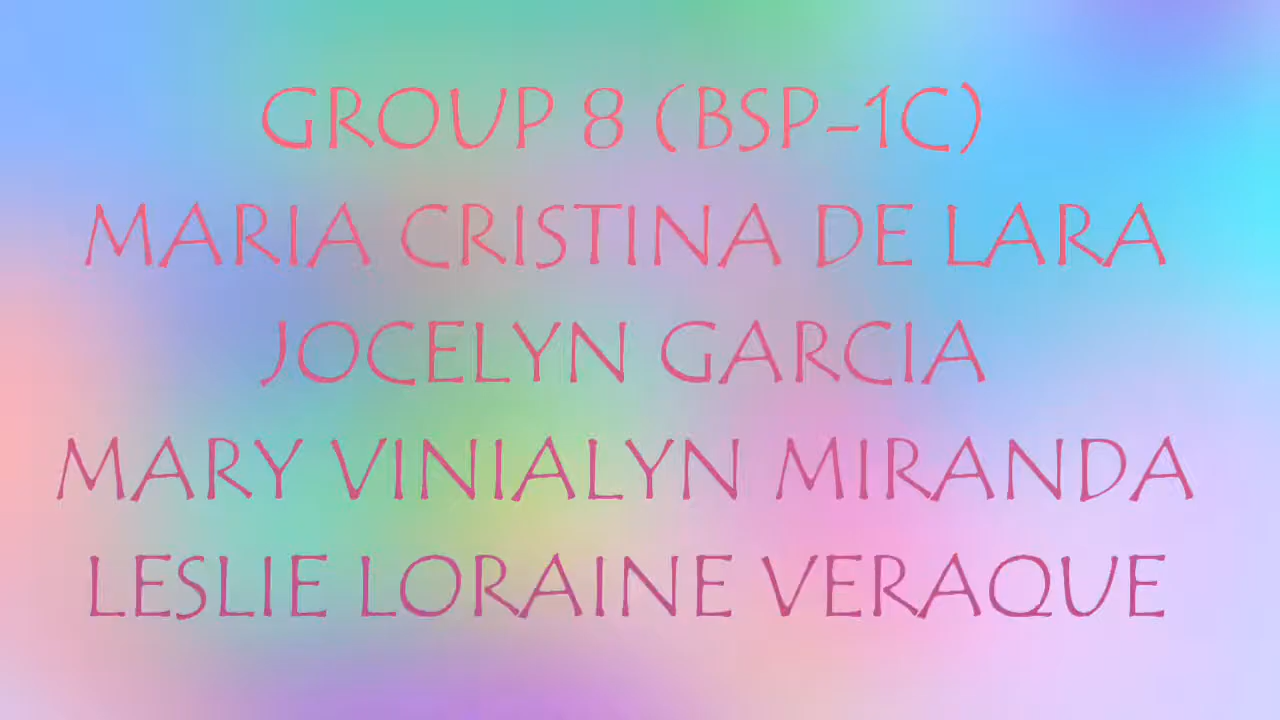 GROUP 8 (BSP-1C)
MARIA CRISTINA DE LARA
JOCELYN GARCIA
MARY VINIALYN MIRANDA
LESLIE LORAINE VERAQUE